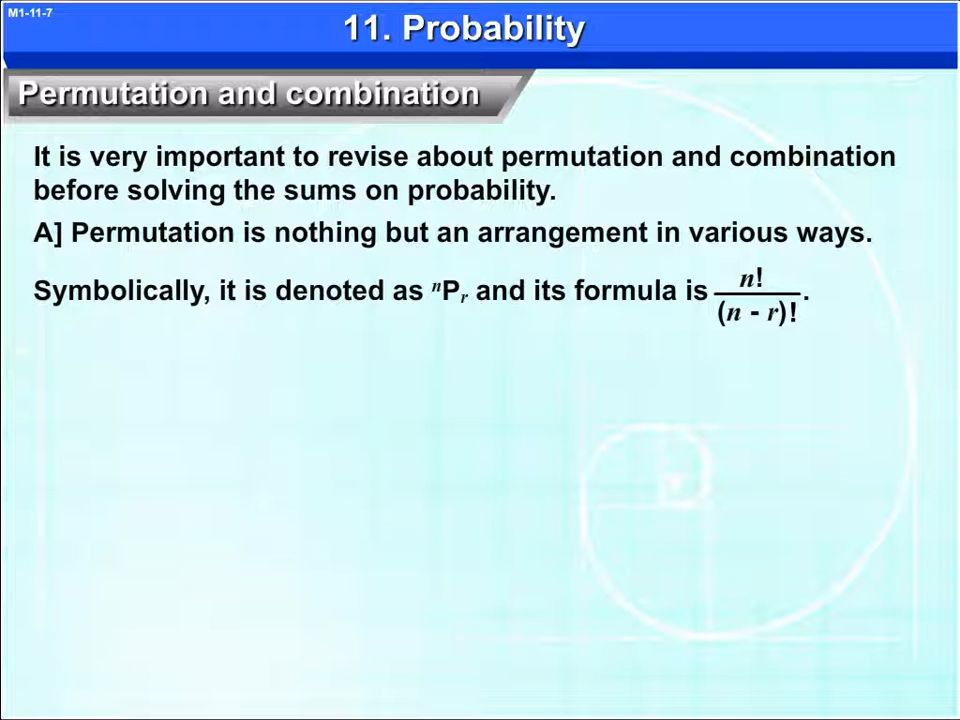 M1-11-7
11. Probability
Permutation and combination
It is very important to revise about permutation and combination
before solving the sums on probability.
A] Permutation is nothing but an arrangement in various ways.
Symbolically, it is denoted as ⁿPᵣ and its formula is n! / (n - r)! .